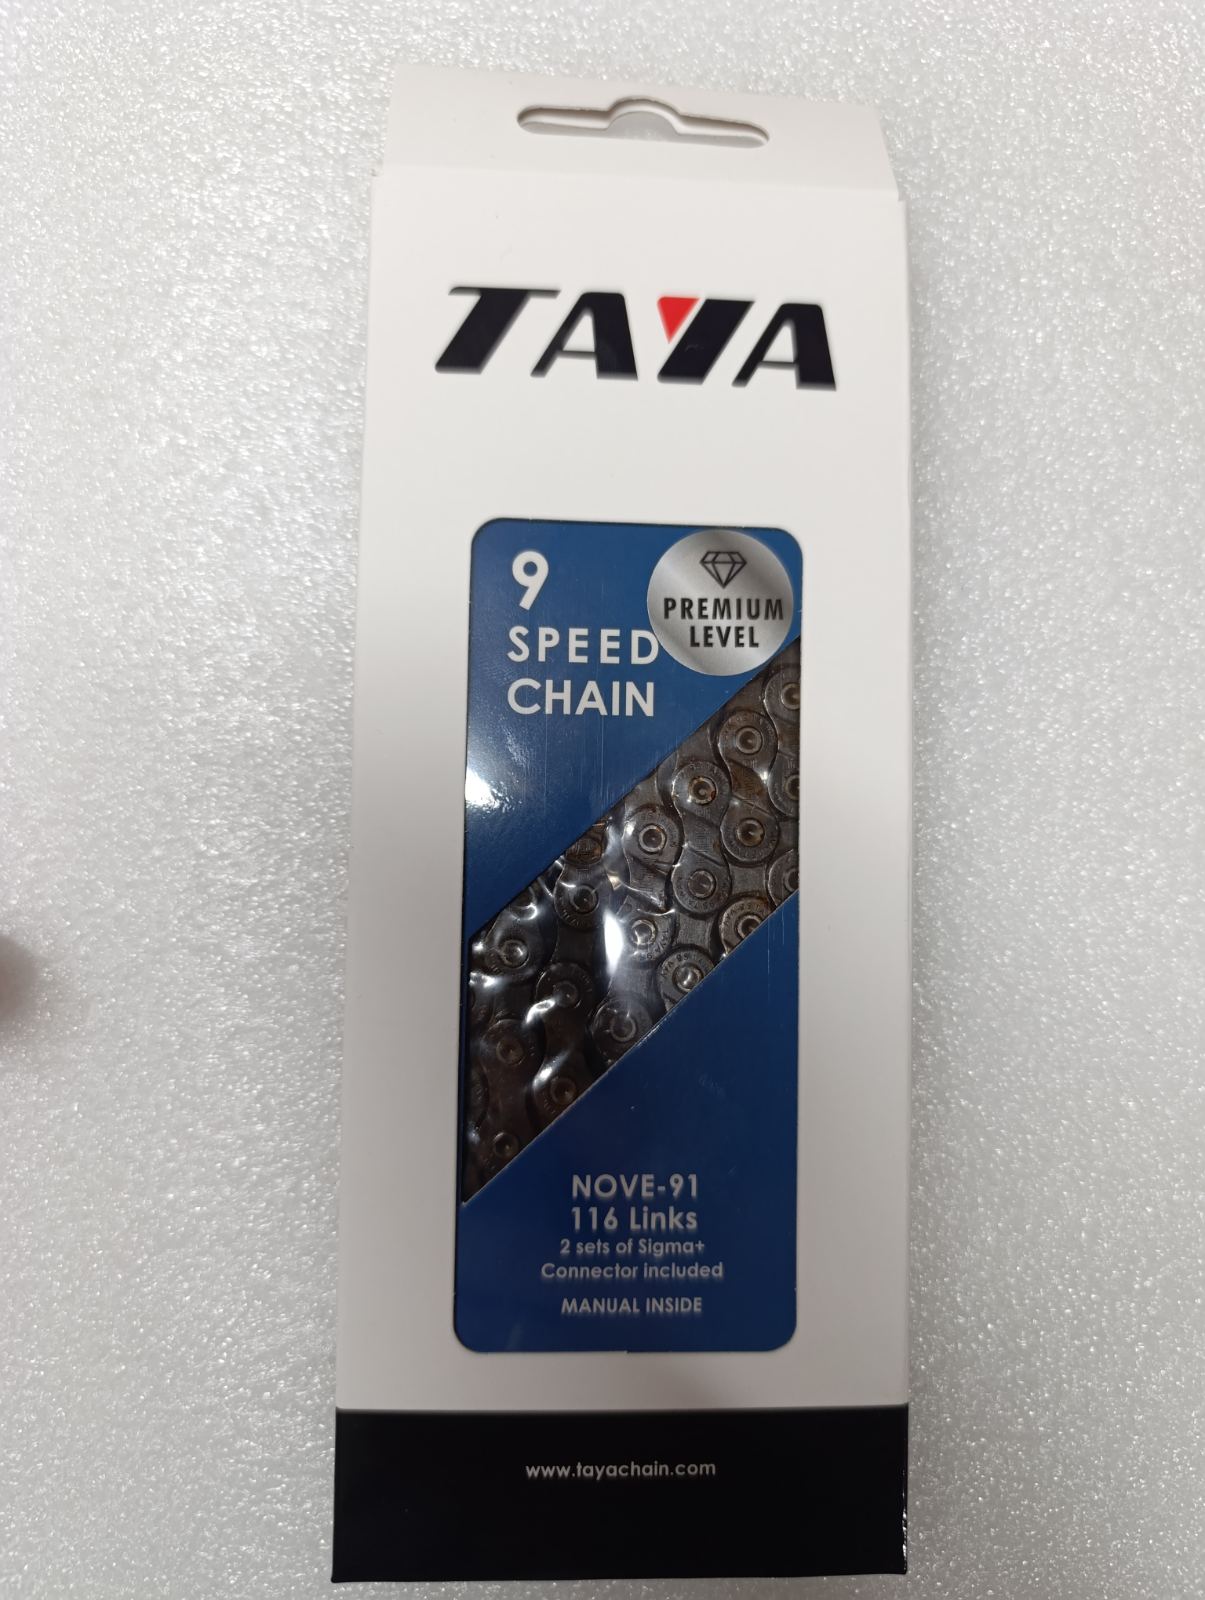 TAYA
9
SPEED
CHAIN
PREMIUM
LEVEL
NOVE-91
116 Links
2 sets of Sigma+
Connector included
MANUAL INSIDE
www.tayachain.com